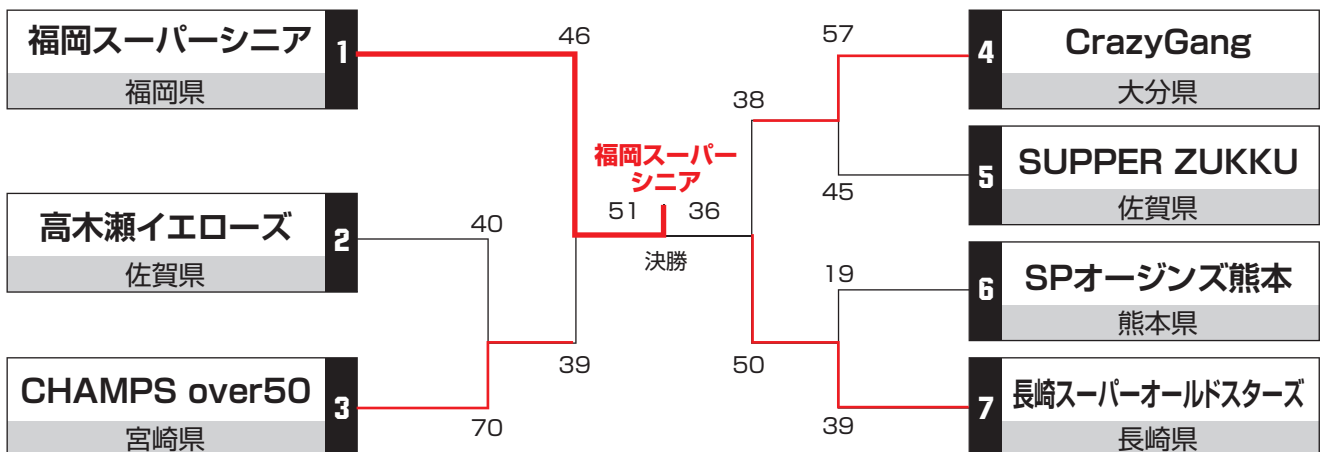 福岡スーパーシニア
1
福岡県
46
高木瀬イエローズ
2
佐賀県
40
CHAMPS over50
3
宮崎県
70
39
福岡スーパー
シニア
51 36
決勝
38
50
57
45
19
39
4
CrazyGang
大分県
5
SUPPER ZUKKU
佐賀県
6
SPオージンズ熊本
熊本県
7
長崎スーパーオールドスターズ
長崎県